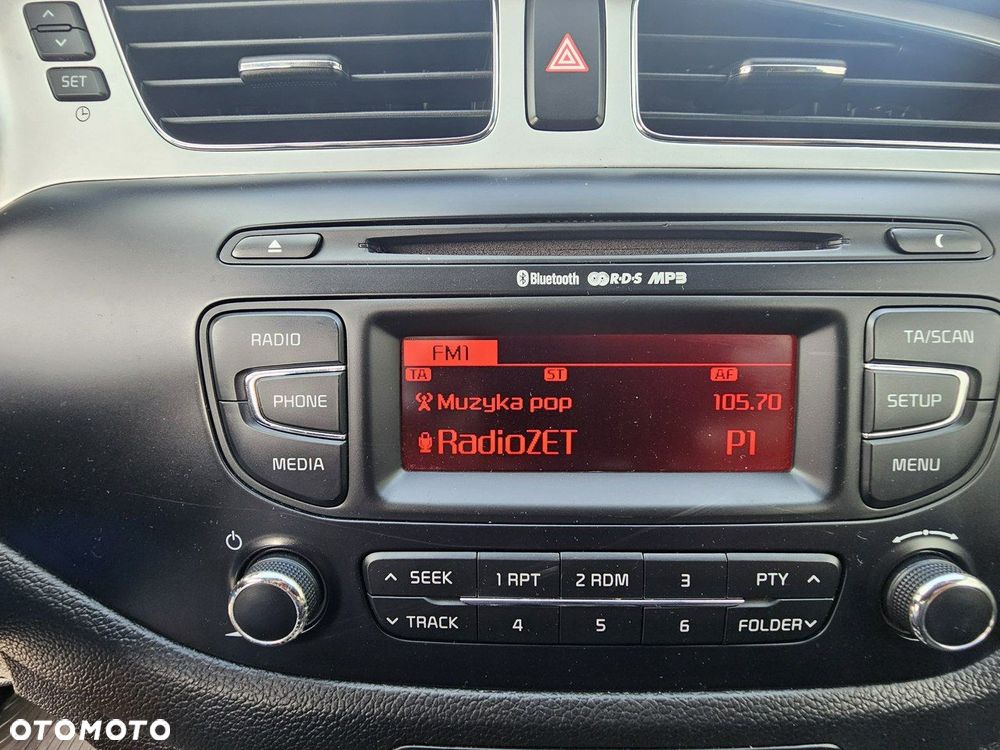 SET
Bluetooth R·D·S MP3
RADIO
PHONE
MEDIA
FM1
TA ST AF
Muzyka pop 105.70
RadioZET P1
TA/SCAN
SETUP
MENU
SEEK 1 RPT 2 RDM 3 PTY
TRACK 4 5 6 FOLDER
OTOMOTO